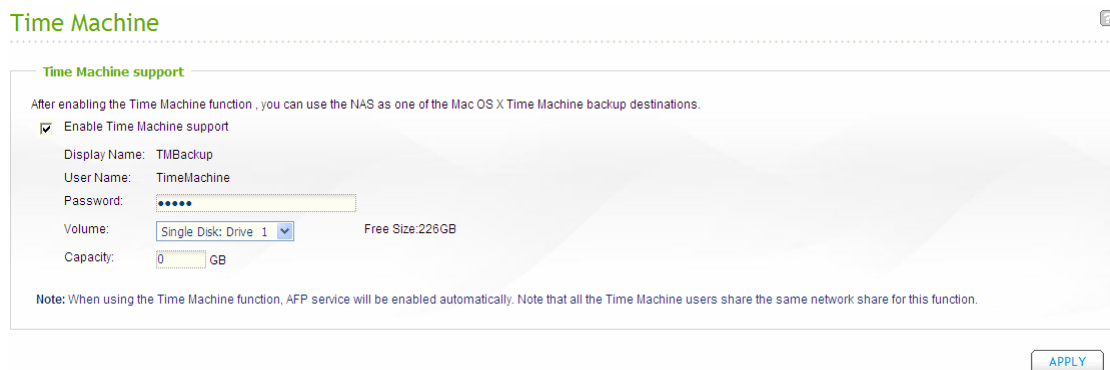 Time Machine
?
Time Machine support
After enabling the Time Machine function , you can use the NAS as one of the Mac OS X Time Machine backup destinations.
Enable Time Machine support
Display Name: TMBackup
User Name: TimeMachine
Password: •••••
Volume: Single Disk: Drive 1 Free Size:226GB
Capacity: 0 GB
Note: When using the Time Machine function, AFP service will be enabled automatically. Note that all the Time Machine users share the same network share for this function.
APPLY